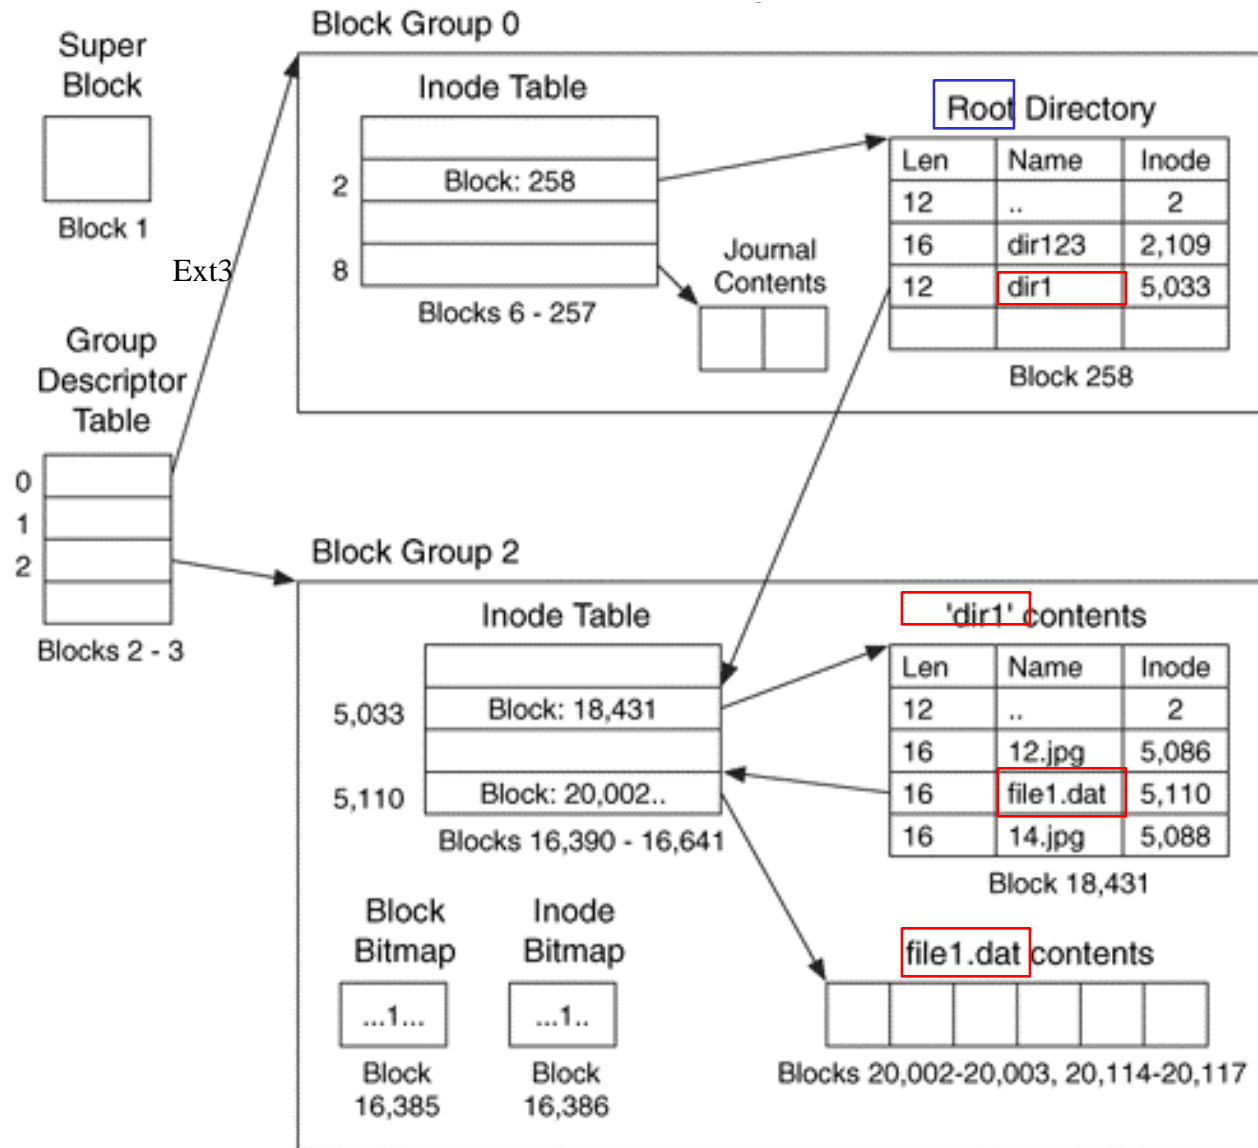 Super
Block
Block 1
Ext3
Group
Descriptor
Table
0
1
2
Blocks 2 - 3
Block Group 0
Inode Table
2 Block: 258
8
Blocks 6 - 257
Journal
Contents
Root Directory
Len Name Inode
12 .. 2
16 dir123 2,109
12 dir1 5,033
Block 258
Block Group 2
Inode Table
5,033 Block: 18,431
5,110 Block: 20,002..
Blocks 16,390 - 16,641
'dir1' contents
Len Name Inode
12 .. 2
16 12.jpg 5,086
16 file1.dat 5,110
16 14.jpg 5,088
Block 18,431
Block
Bitmap
...1...
Block
16,385
Inode
Bitmap
...1..
Block
16,386
file1.dat contents
Blocks 20,002-20,003, 20,114-20,117